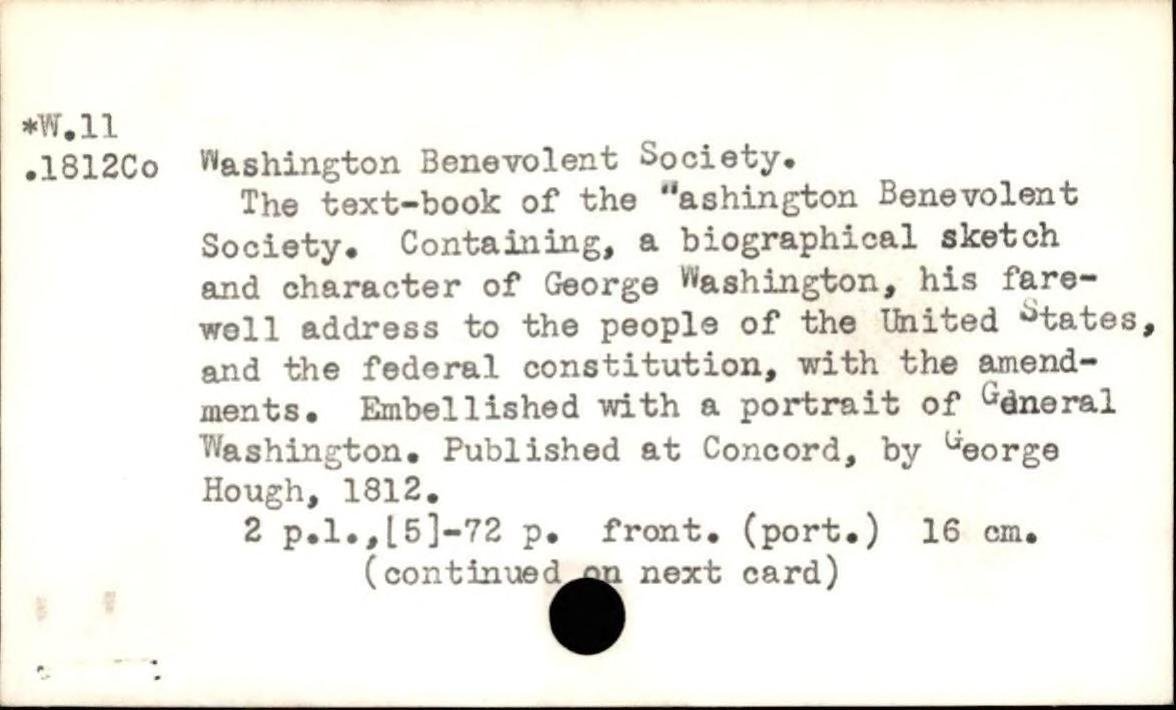 *W.11
.1812Co Washington Benevolent Society.
The text-book of the "ashington Benevolent
Society. Containing, a biographical sketch
and character of George Washington, his fare-
well address to the people of the United States,
and the federal constitution, with the amend-
ments. Embellished with a portrait of General
Washington. Published at Concord, by George
Hough, 1812.
2 p.l.,[5]-72 p. front. (port.) 16 cm.
(continued on next card)